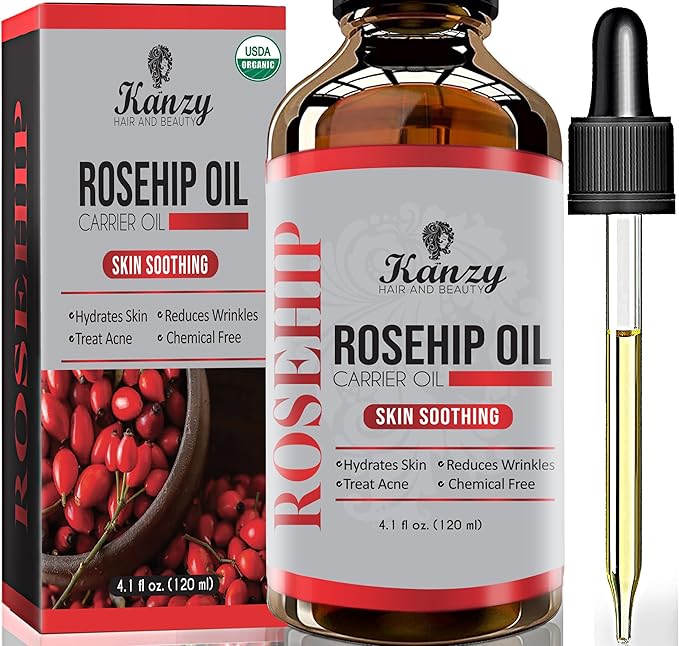 ROSEHIP
USDA
ORGANIC
Kanzy
HAIR AND BEAUTY
ROSEHIP OIL
CARRIER OIL
SKIN SOOTHING
Hydrates Skin
Reduces Wrinkles
Treat Acne
Chemical Free
4.1 fl oz. (120 ml)
ROSEHIP
Kanzy
HAIR AND BEAUTY
ROSEHIP OIL
CARRIER OIL
SKIN SOOTHING
Hydrates Skin
Reduces Wrinkles
Treat Acne
Chemical Free
4.1 fl oz. (120 ml)